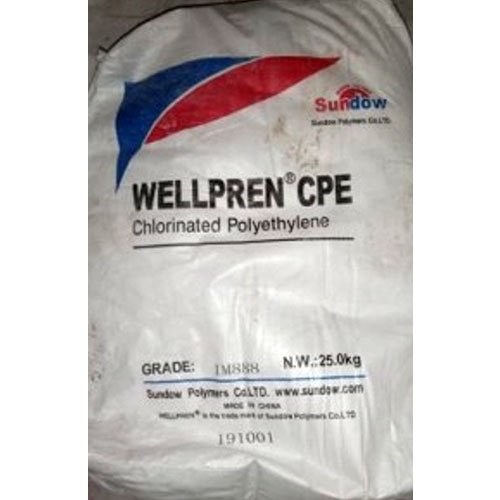 Sundow
Sundow Polymers Co.LTD.
WELLPREN® CPE
Chlorinated Polyethylene
GRADE: IM888 N.W.:25.0kg
Sundow Polymers Co.LTD. www.sundow.com
MADE IN CHINA
WELLPREN® is the trade mark of Sundow Polymers Co.LTD
191001